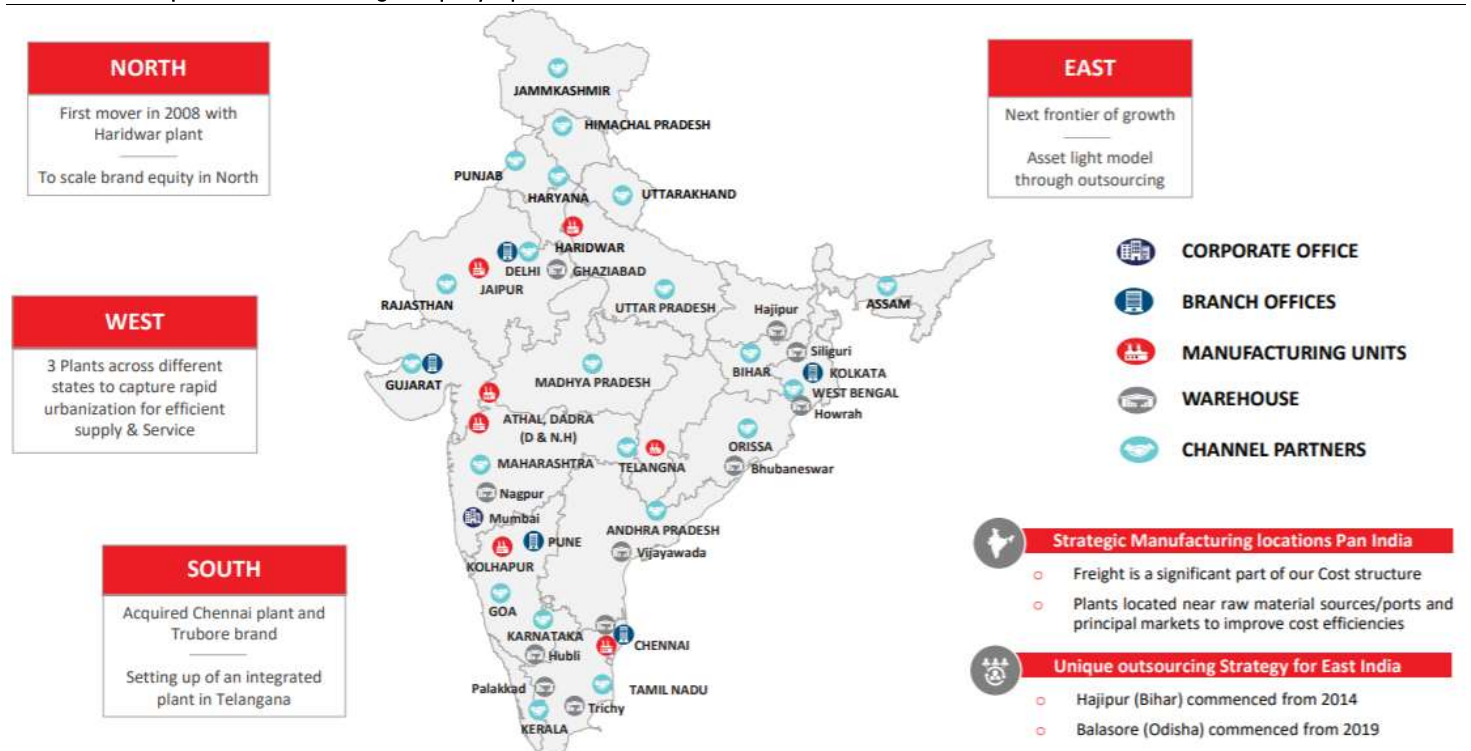 NORTH
First mover in 2008 with
Haridwar plant
To scale brand equity in North
WEST
3 Plants across different
states to capture rapid
urbanization for efficient
supply & Service
SOUTH
Acquired Chennai plant and
Trubore brand
Setting up of an integrated
plant in Telangana
JAMMKASHMIR
HIMACHAL PRADESH
PUNJAB
HARYANA
UTTARAKHAND
HARIDWAR
DELHI
GHAZIABAD
JAIPUR
RAJASTHAN
UTTAR PRADESH
ASSAM
Hajipur
Siliguri
KOLKATA
BIHAR
WEST BENGAL
Howrah
GUJARAT
MADHYA PRADESH
ATHAL, DADRA
(D & N.H)
ORISSA
MAHARASHTRA
TELANGNA
Bhubaneswar
Nagpur
Mumbai
ANDHRA PRADESH
PUNE
Vijayawada
KOLHAPUR
GOA
KARNATAKA
CHENNAI
Hubli
Palakkad
TAMIL NADU
Trichy
KERALA
EAST
Next frontier of growth
Asset light model
through outsourcing
CORPORATE OFFICE
BRANCH OFFICES
MANUFACTURING UNITS
WAREHOUSE
CHANNEL PARTNERS
Strategic Manufacturing locations Pan India
Freight is a significant part of our Cost structure
Plants located near raw material sources/ports and
principal markets to improve cost efficiencies
Unique outsourcing Strategy for East India
Hajipur (Bihar) commenced from 2014
Balasore (Odisha) commenced from 2019